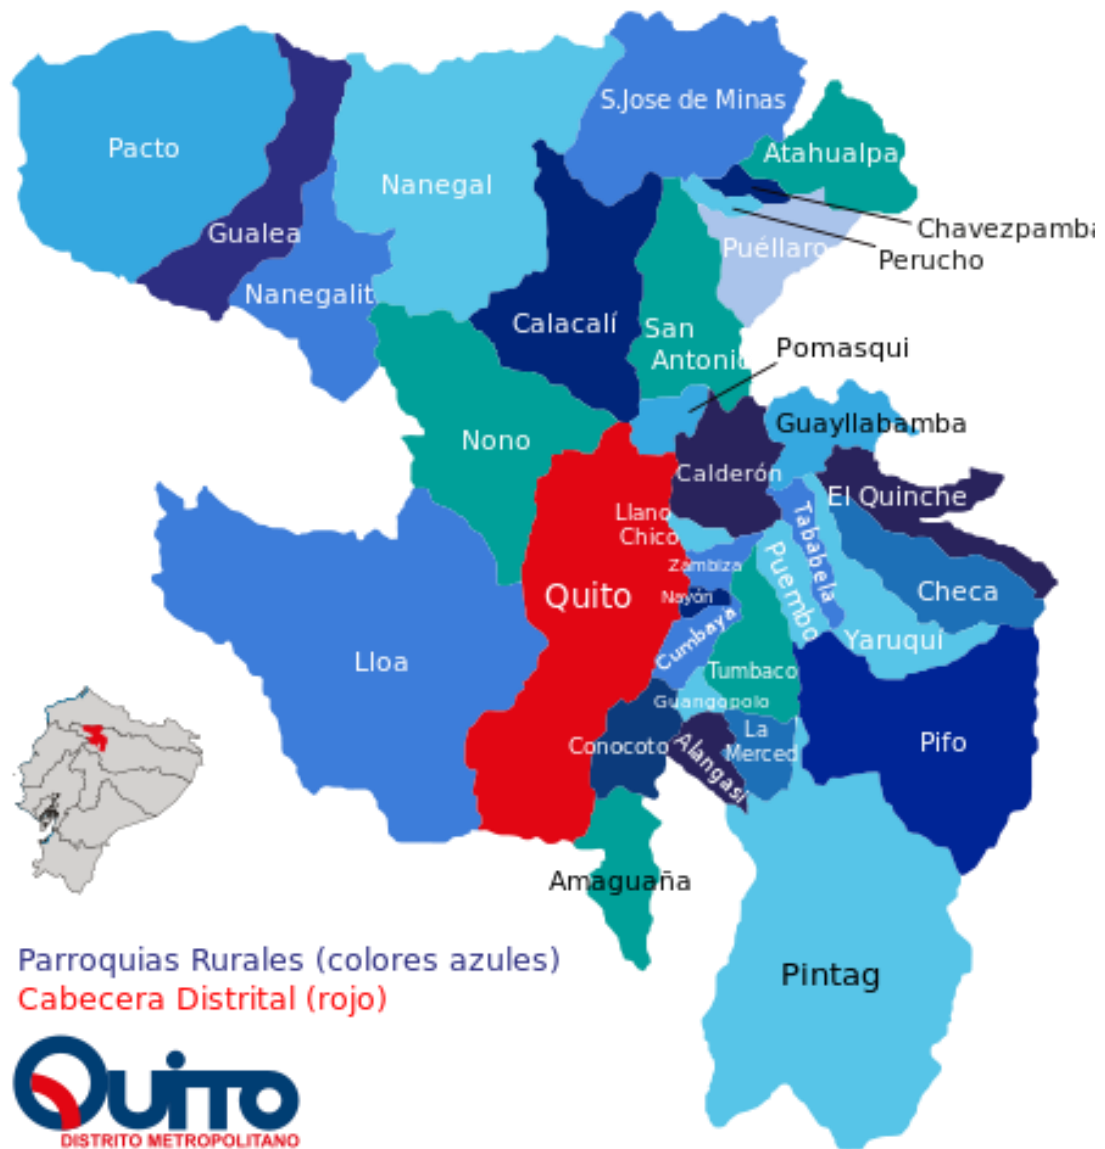 S.Jose de Minas
Pacto
Atahualpa
Nanegal
Chavezpamba
Gualea
Puéllaro
Perucho
Nanegalit
Calacalí
San
Antonio
Pomasqui
Guayllabamba
Nono
Calderón
El Quinche
Llano
Chico
Tababela
Zambiza
Puembo
Checa
Quito
Nayón
Cumbaya
Yaruquí
Lloa
Tumbaco
Guangopolo
Conocoto
Alangasi
La
Merced
Pifo
Amaguaña
Pintag
Parroquias Rurales (colores azules)
Cabecera Distrital (rojo)
QUITO
DISTRITO METROPOLITANO